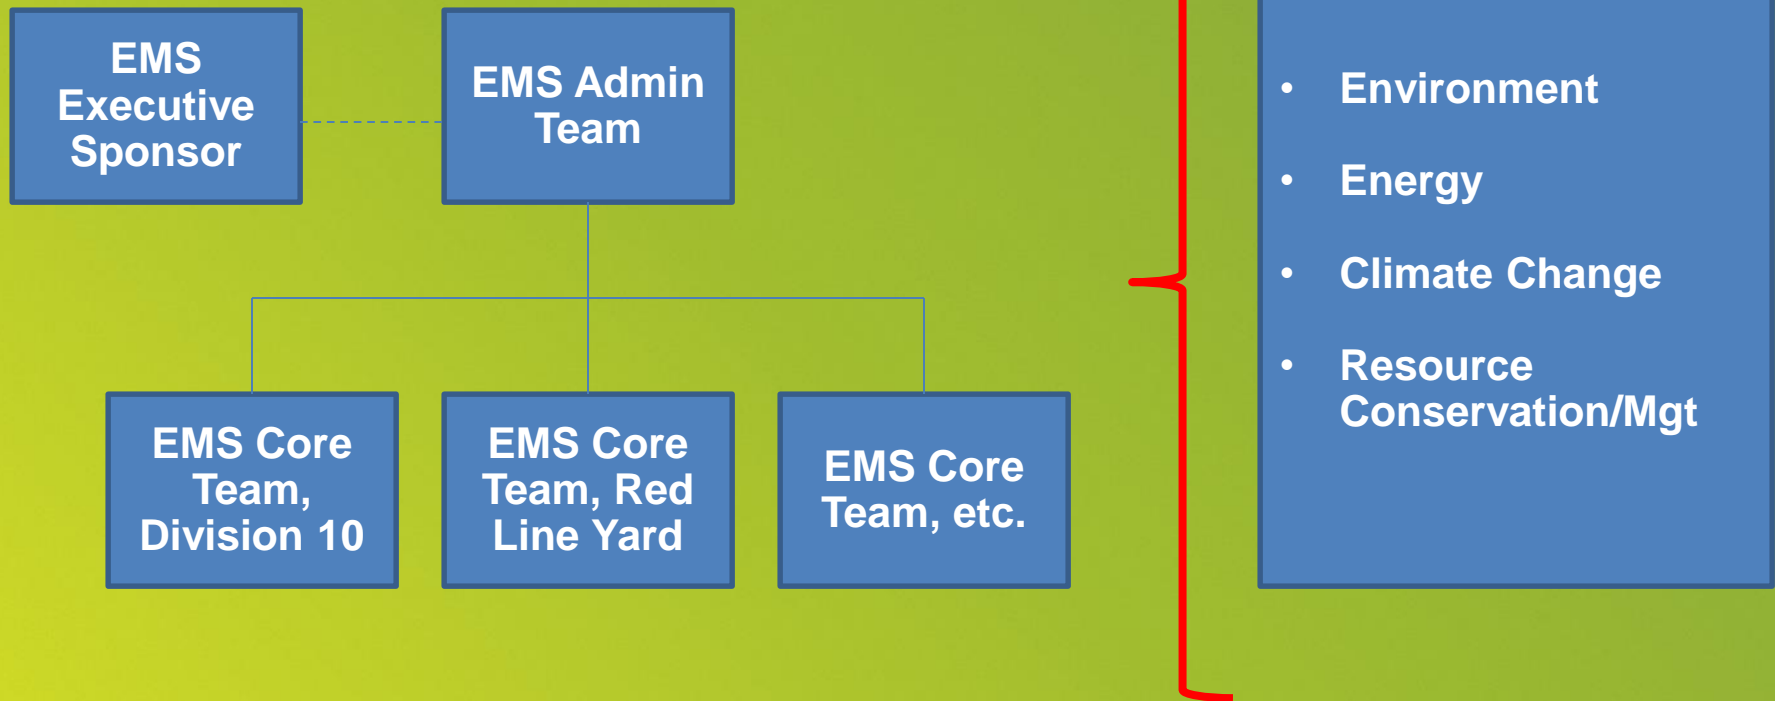 EMS
Executive
Sponsor
EMS Admin
Team
EMS Core
Team,
Division 10
EMS Core
Team, Red
Line Yard
EMS Core
Team, etc.
• Environment
• Energy
• Climate Change
• Resource
Conservation/Mgt